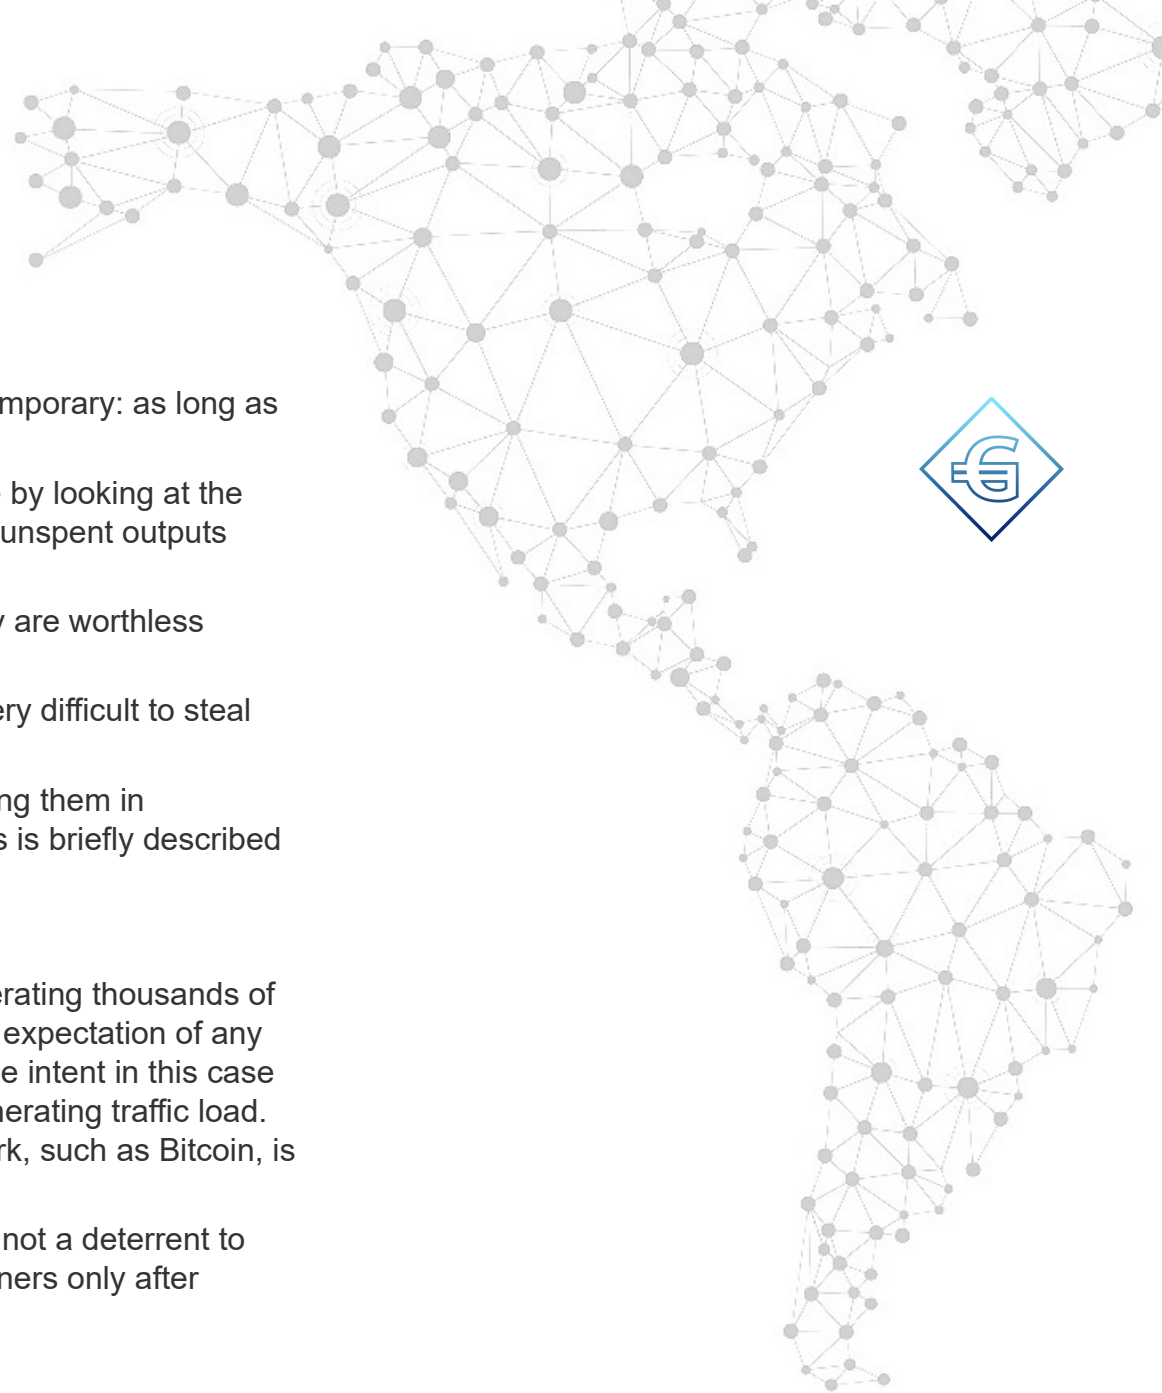 mporary: as long as
by looking at the
unspent outputs
are worthless
ery difficult to steal
ng them in
s is briefly described
erating thousands of
expectation of any
e intent in this case
nerating traffic load.
rk, such as Bitcoin, is
not a deterrent to
ners only after